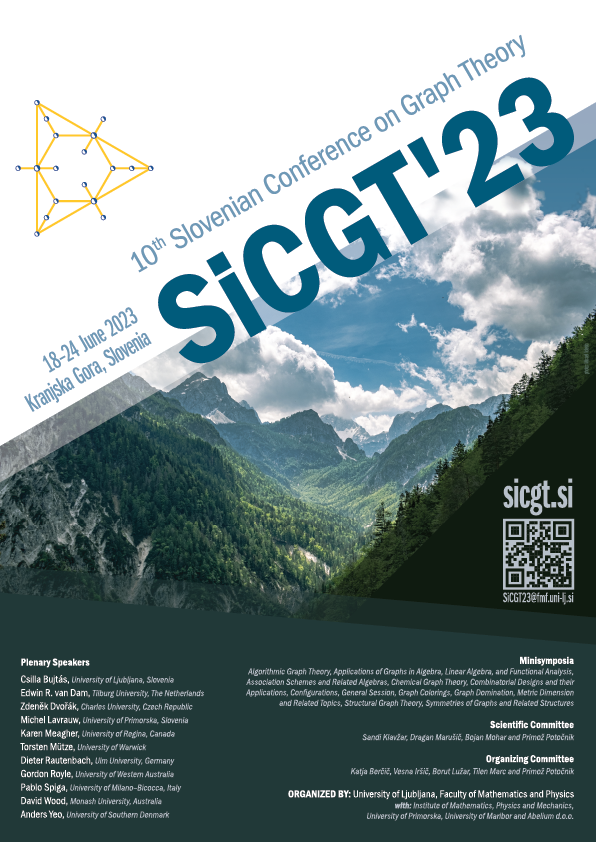 10th Slovenian Conference on Graph Theory
SiCGT'23
18-24 June 2023
Kranjska Gora, Slovenia
sicgt.si
SiCGT23@fmf.uni-lj.si
Plenary Speakers
Csilla Bujtás, University of Ljubljana, Slovenia
Edwin R. van Dam, Tilburg University, The Netherlands
Zdeněk Dvořák, Charles University, Czech Republic
Michel Lavrauw, University of Primorska, Slovenia
Karen Meagher, University of Regina, Canada
Torsten Mütze, University of Warwick
Dieter Rautenbach, Ulm University, Germany
Gordon Royle, University of Western Australia
Pablo Spiga, University of Milano–Bicocca, Italy
David Wood, Monash University, Australia
Anders Yeo, University of Southern Denmark
Minisymposia
Algorithmic Graph Theory, Applications of Graphs in Algebra, Linear Algebra, and Functional Analysis,
Association Schemes and Related Algebras, Chemical Graph Theory, Combinatorial Designs and their
Applications, Configurations, General Session, Graph Colorings, Graph Domination, Metric Dimension
and Related Topics, Structural Graph Theory, Symmetries of Graphs and Related Structures
Scientific Committee
Sandi Klavžar, Dragan Marušič, Bojan Mohar and Primož Potočnik
Organizing Committee
Katja Berčič, Vesna Iršič, Borut Lužar, Tilen Marc and Primož Potočnik
ORGANIZED BY: University of Ljubljana, Faculty of Mathematics and Physics
with: Institute of Mathematics, Physics and Mechanics,
University of Primorska, University of Maribor and Abelium d.o.o.